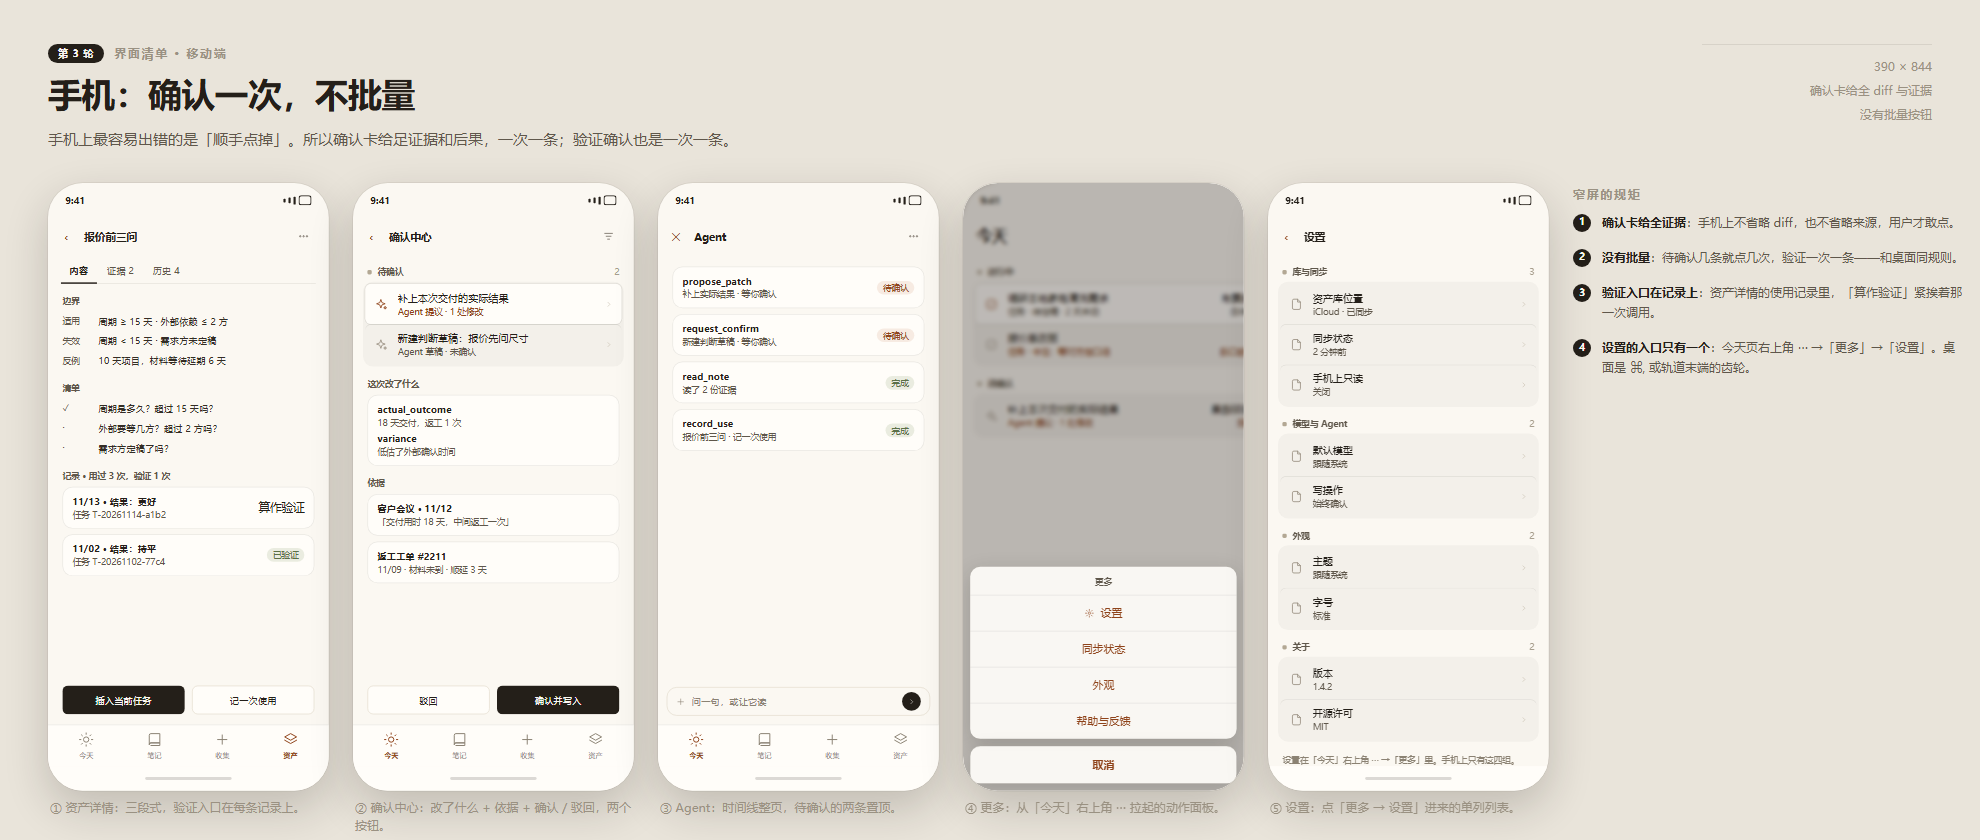 第 3 轮 界面清单 • 移动端
手机：确认一次，不批量
手机上最容易出错的是「顺手点掉」。所以确认卡给足证据和后果，一次一条；验证确认也是一次一条。
390 × 844
确认卡给全 diff 与证据
没有批量按钮
9:41
‹ 报价前三问 ···
内容 证据 2 历史 4
边界
适用 周期 ≥ 15 天 · 外部依赖 ≤ 2 方
失效 周期 < 15 天 · 需求方未定稿
反例 10 天项目，材料等待延期 6 天
清单
✓ 周期是多久？超过 15 天吗？
· 外部要等几方？超过 2 方吗？
· 需求方定稿了吗？
记录 • 用过 3 次，验证 1 次
11/13 • 结果：更好
任务 T-20261114-a1b2
算作验证
11/02 • 结果：持平
任务 T-20261102-77c4
已验证
插入当前任务 记一次使用
今天 笔记 收集 资产
① 资产详情：三段式，验证入口在每条记录上。
9:41
‹ 确认中心
待确认 2
补上本次交付的实际结果
Agent 提议 · 1 处修改
新建判断草稿：报价先问尺寸
Agent 草稿 · 未确认
这次改了什么
actual_outcome
18 天交付，返工 1 次
variance
低估了外部确认时间
依据
客户会议 • 11/12
「交付用时 18 天，中间返工一次」
返工工单 #2211
11/09 · 材料未到 · 顺延 3 天
驳回 确认并写入
今天 笔记 收集 资产
② 确认中心：改了什么 + 依据 + 确认 / 驳回，两个
按钮。
9:41
× Agent ···
propose_patch
补上实际结果 · 等你确认
待确认
request_confirm
新建判断草稿 · 等你确认
待确认
read_note
读了 2 份证据
完成
record_use
报价前三问 · 记一次使用
完成
+ 问一句，或让它读
今天 笔记 收集 资产
③ Agent：时间线整页，待确认的两条置顶。
9:41
今天
更多
设置
同步状态
外观
帮助与反馈
取消
④ 更多：从「今天」右上角 ··· 拉起的动作面板。
9:41
‹ 设置
库与同步 3
资产库位置
iCloud · 已同步
同步状态
2 分钟前
手机上只读
关闭
模型与 Agent 2
默认模型
跟随系统
写操作
始终确认
外观 2
主题
跟随系统
字号
标准
关于 2
版本
1.4.2
开源许可
MIT
设置在「今天」右上角 ··· →「更多」里。手机上只有这四组。
⑤ 设置：点「更多 → 设置」进来的单列列表。
窄屏的规矩
1 确认卡给全证据：手机上不省略 diff，也不省略来源，用户才敢点。
2 没有批量：待确认几条就点几次，验证一次一条——和桌面同规则。
3 验证入口在记录上：资产详情的使用记录里，「算作验证」紧挨着那
一次调用。
4 设置的入口只有一个：今天页右上角 ··· →「更多」→「设置」。桌
面是 ⌘, 或轨道末端的齿轮。